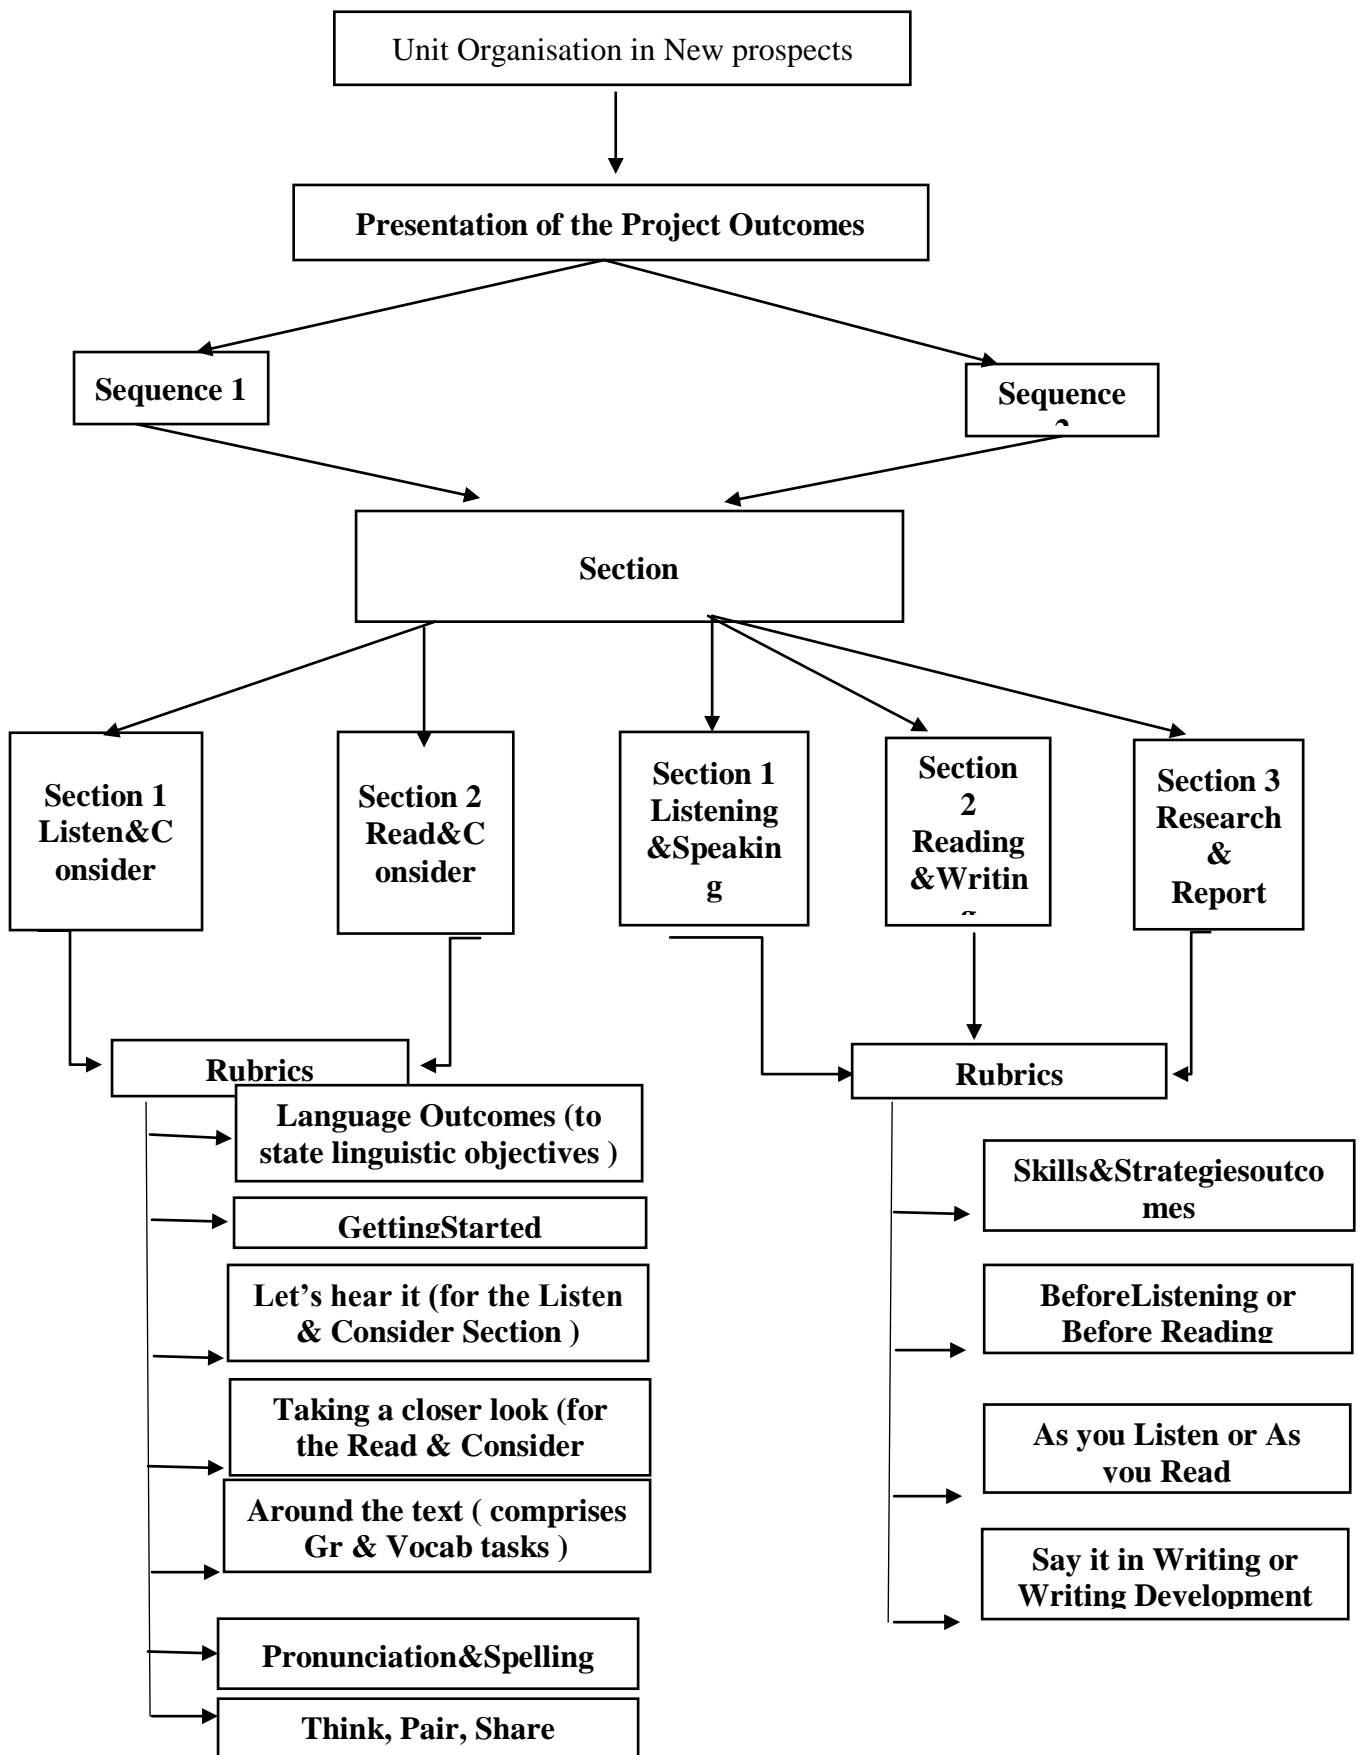 Unit Organisation in New prospects
Presentation of the Project Outcomes
Sequence 1
Sequence
Section
Section 1
Listen&C
onsider
Section 2
Read&C
onsider
Section 1
Listening
&Speakin
g
Section
2
Reading
&Writin
Section 3
Research
&
Report
Rubrics
Language Outcomes (to
state linguistic objectives )
GettingStarted
Let’s hear it (for the Listen
& Consider Section )
Taking a closer look (for
the Read & Consider
Around the text ( comprises
Gr & Vocab tasks )
Pronunciation&Spelling
Think, Pair, Share
Rubrics
Skills&Strategiesoutco
mes
BeforeListening or
Before Reading
As you Listen or As
you Read
Say it in Writing or
Writing Development